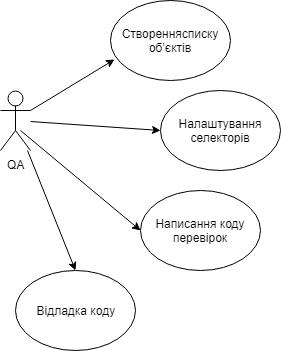 Створенняспиcку
об'єктів
Налаштування
селекторів
QA
Написання коду
перевірок
Відладка коду